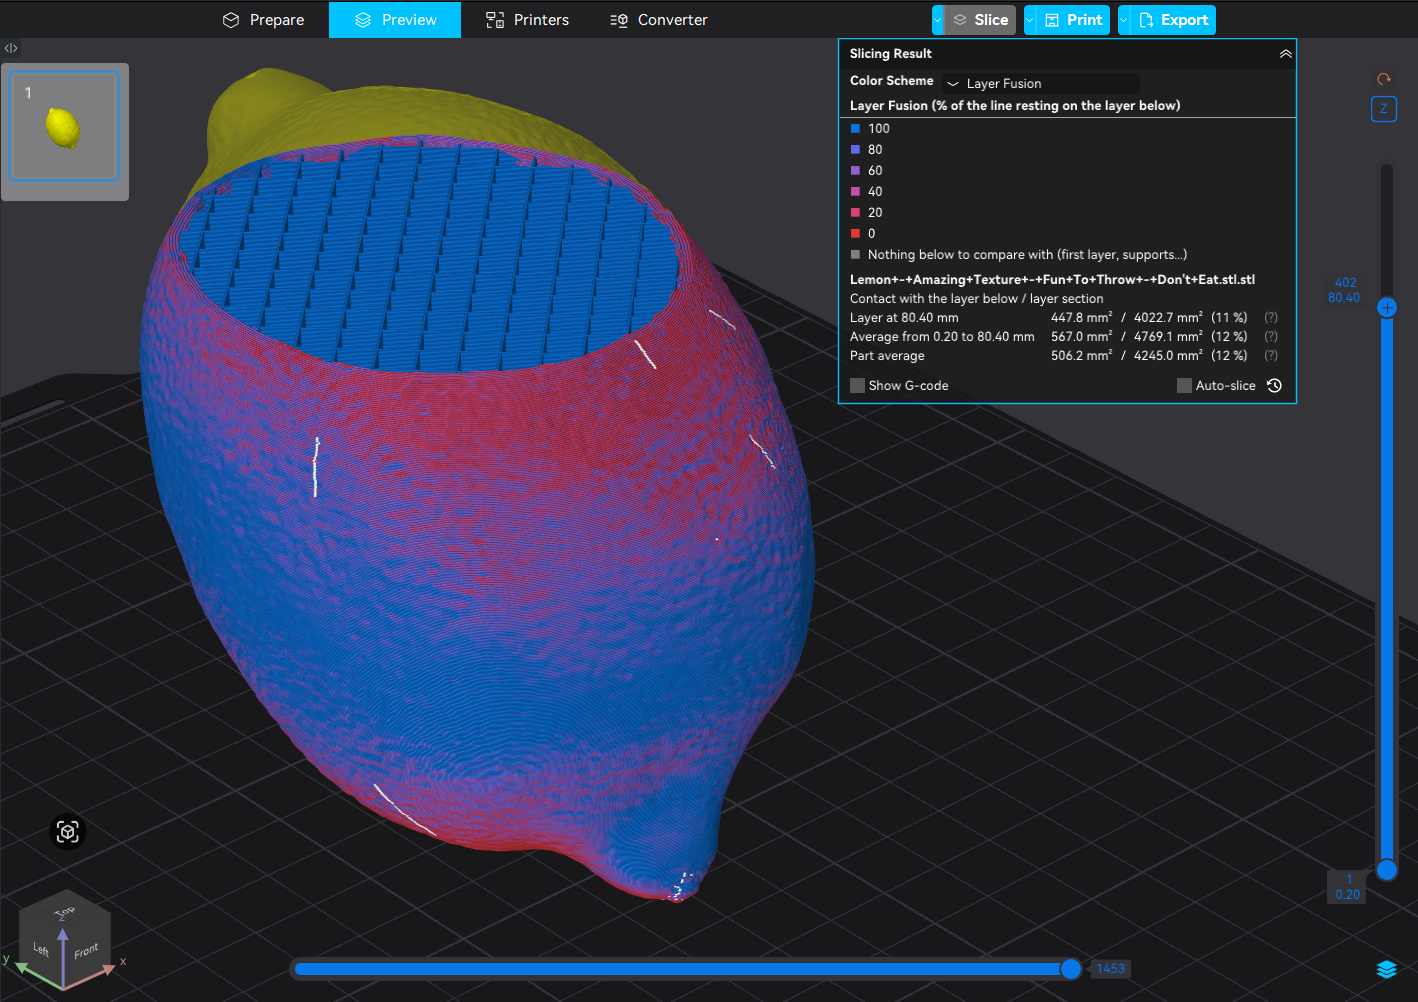 Prepare
Preview
Printers
Converter
Slice
Print
Export
1
Slicing Result
Color Scheme
Layer Fusion
Layer Fusion (% of the line resting on the layer below)
100
80
60
40
20
0
Nothing below to compare with (first layer, supports...)
Lemon+-+Amazing+Texture+-+Fun+To+Throw+-+Don't+Eat.stl.stl
Contact with the layer below / layer section
Layer at 80.40 mm 447.8 mm² / 4022.7 mm² (11 %) (?)
Average from 0.20 to 80.40 mm 567.0 mm² / 4769.1 mm² (12 %) (?)
Part average 506.2 mm² / 4245.0 mm² (12 %) (?)
Show G-code
Auto-slice
Z
402
80.40
1
0.20
Top
Z
Left
Front
y
x
1453